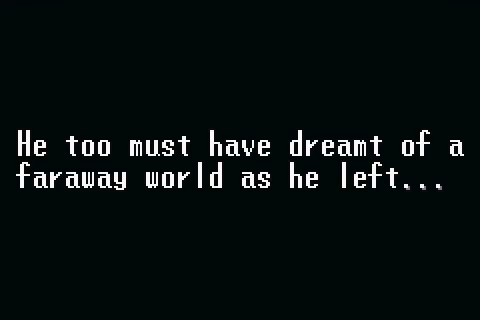 He too must have dreamt of a
faraway world as he left...